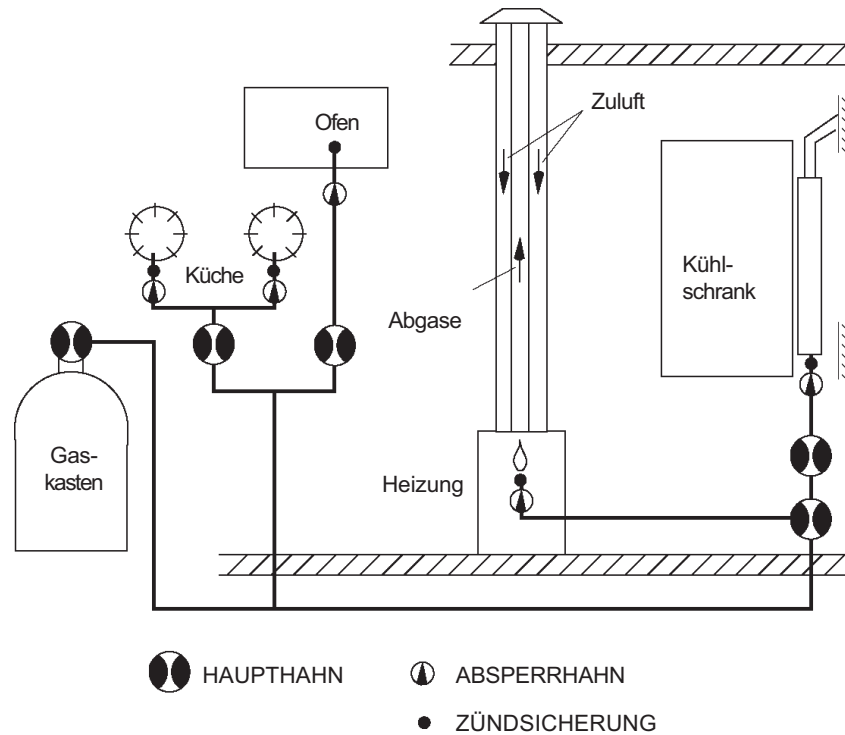 Zuluft
Ofen
Küche
Kühl-
schrank
Abgase
Gas-
kasten
Heizung
HAUPTHAHN
ABSPERRHAHN
ZÜNDSICHERUNG